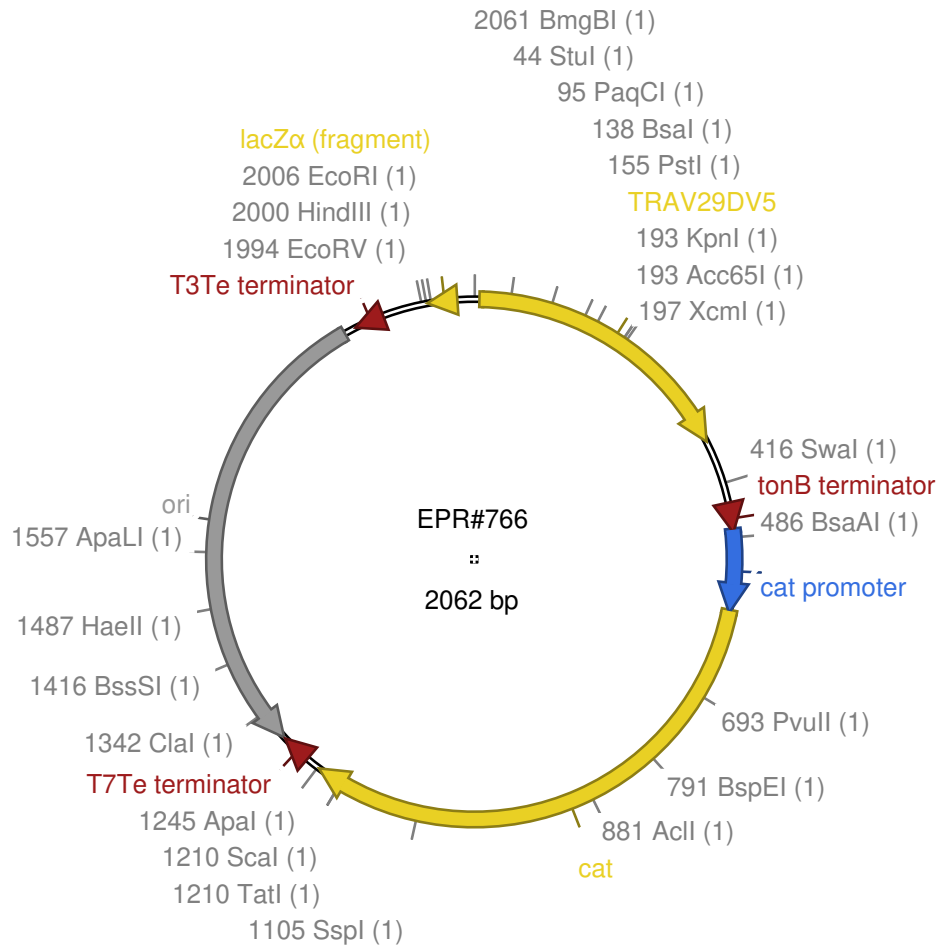 2061 BmgBI (1)
44 StuI (1)
95 PaqCI (1)
138 BsaI (1)
155 PstI (1)
TRAV29DV5
193 KpnI (1)
193 Acc65I (1)
197 XcmI (1)
lacZα (fragment)
2006 EcoRI (1)
2000 HindIII (1)
1994 EcoRV (1)
T3Te terminator
416 SwaI (1)
tonB terminator
486 BsaAI (1)
cat promoter
EPR#766
2062 bp
ori
1557 ApaLI (1)
1487 HaeII (1)
1416 BssSI (1)
1342 ClaI (1)
T7Te terminator
1245 ApaI (1)
1210 ScaI (1)
1210 TatI (1)
1105 SspI (1)
693 PvuII (1)
791 BspEI (1)
881 AclI (1)
cat